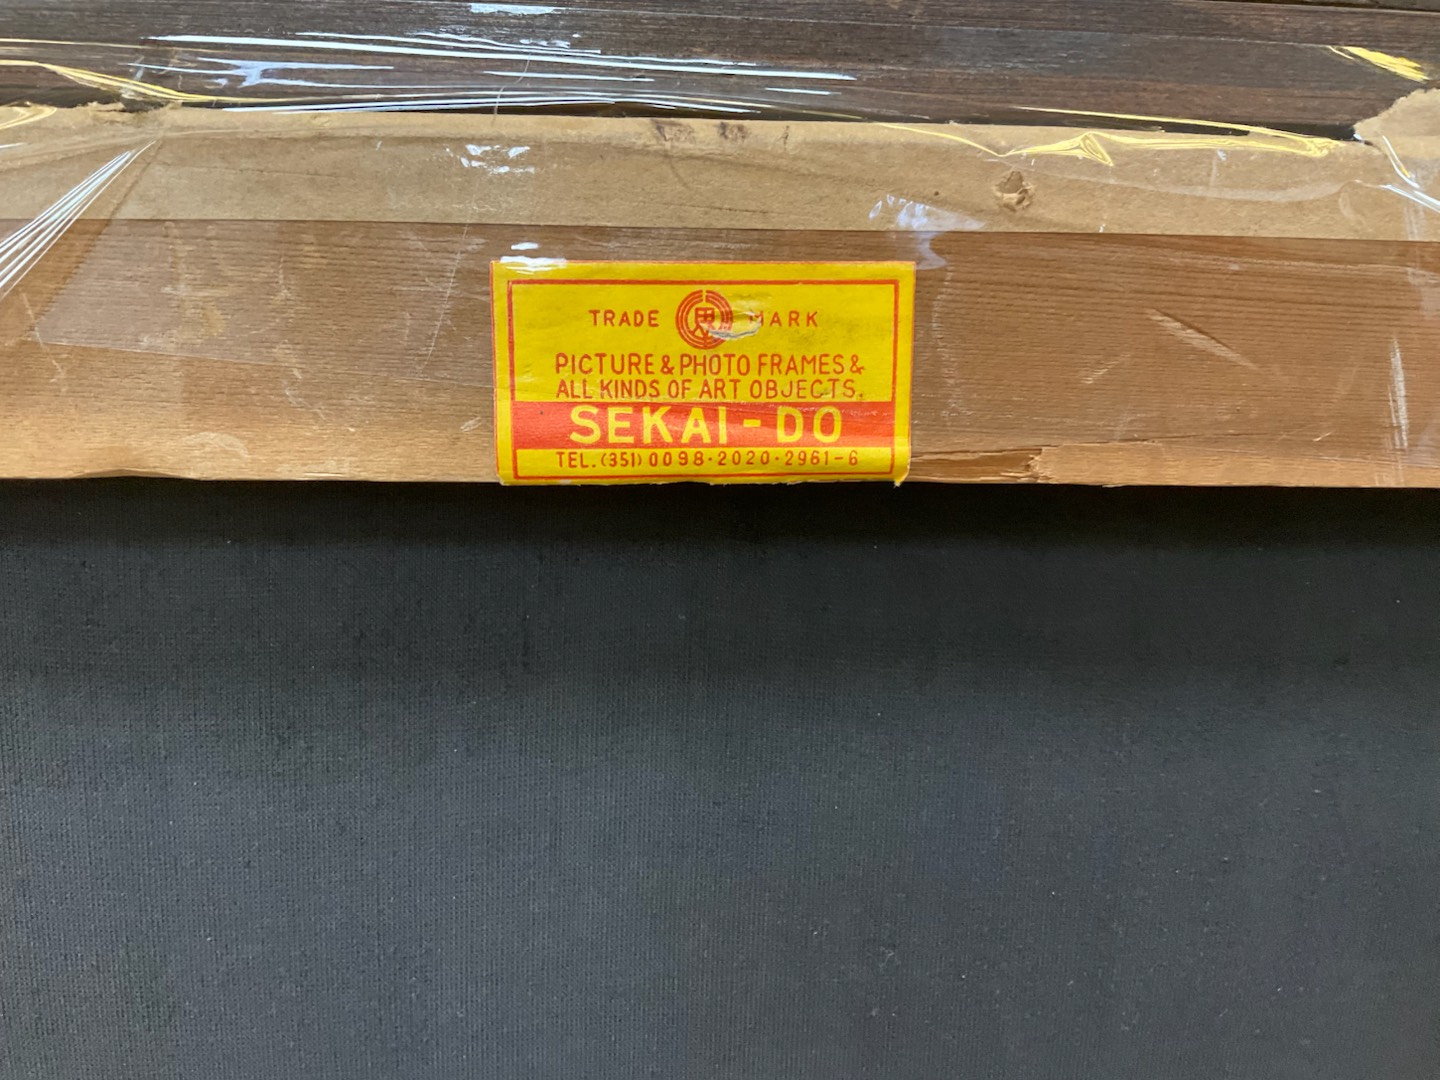 TRADE MARK
PICTURE & PHOTO FRAMES &
ALL KINDS OF ART OBJECTS.
SEKAI-DO
TEL.(351)0098·2020·2961-6